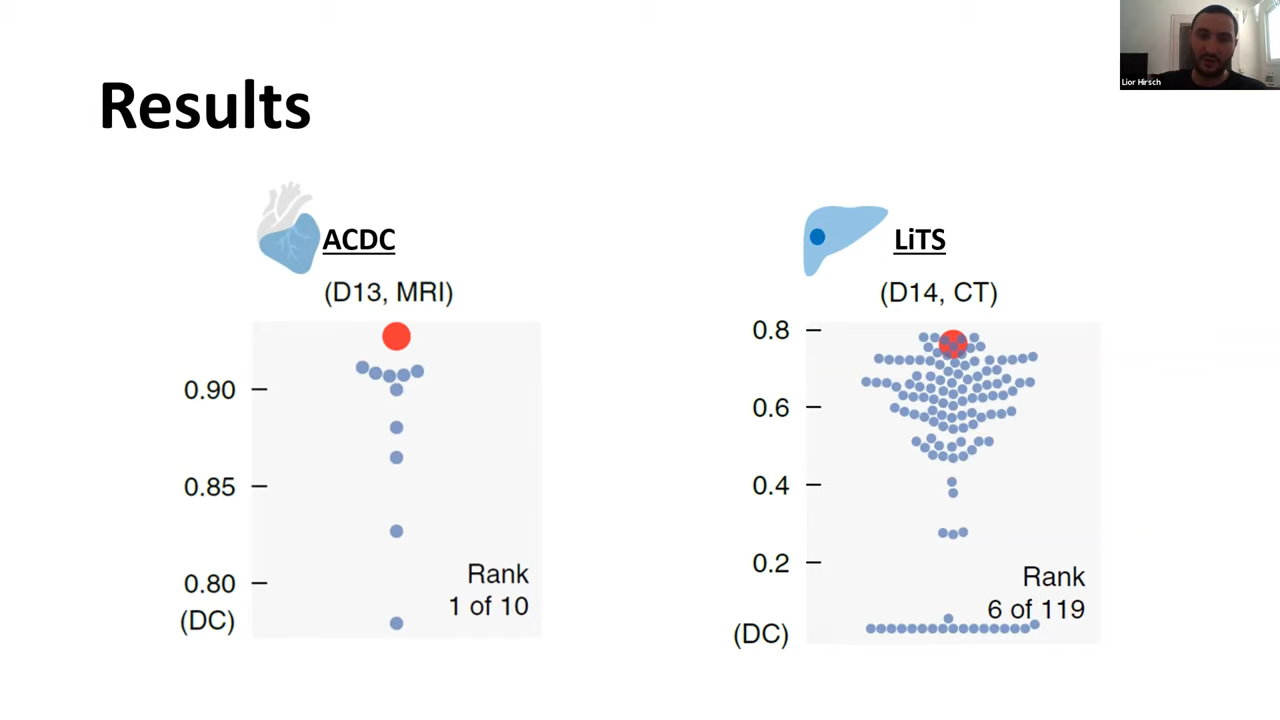 Lior Hirsch
Results
ACDC
(D13, MRI)
0.90
0.85
0.80
(DC)
Rank
1 of 10
LiTS
(D14, CT)
0.8
0.6
0.4
0.2
(DC)
Rank
6 of 119